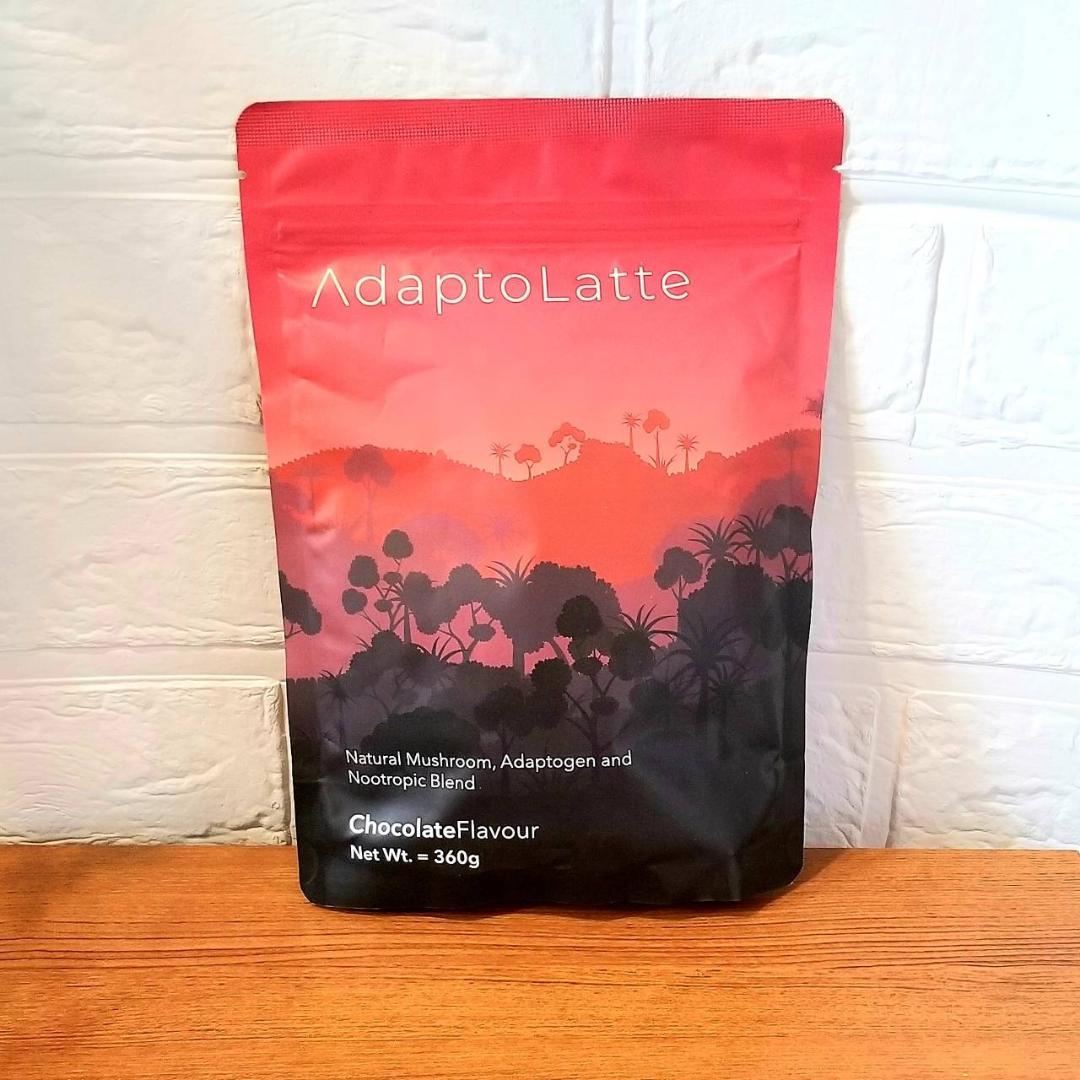 AdaptoLatte
Natural Mushroom, Adaptogen and
Nootropic Blend
ChocolateFlavour
Net Wt. = 360g